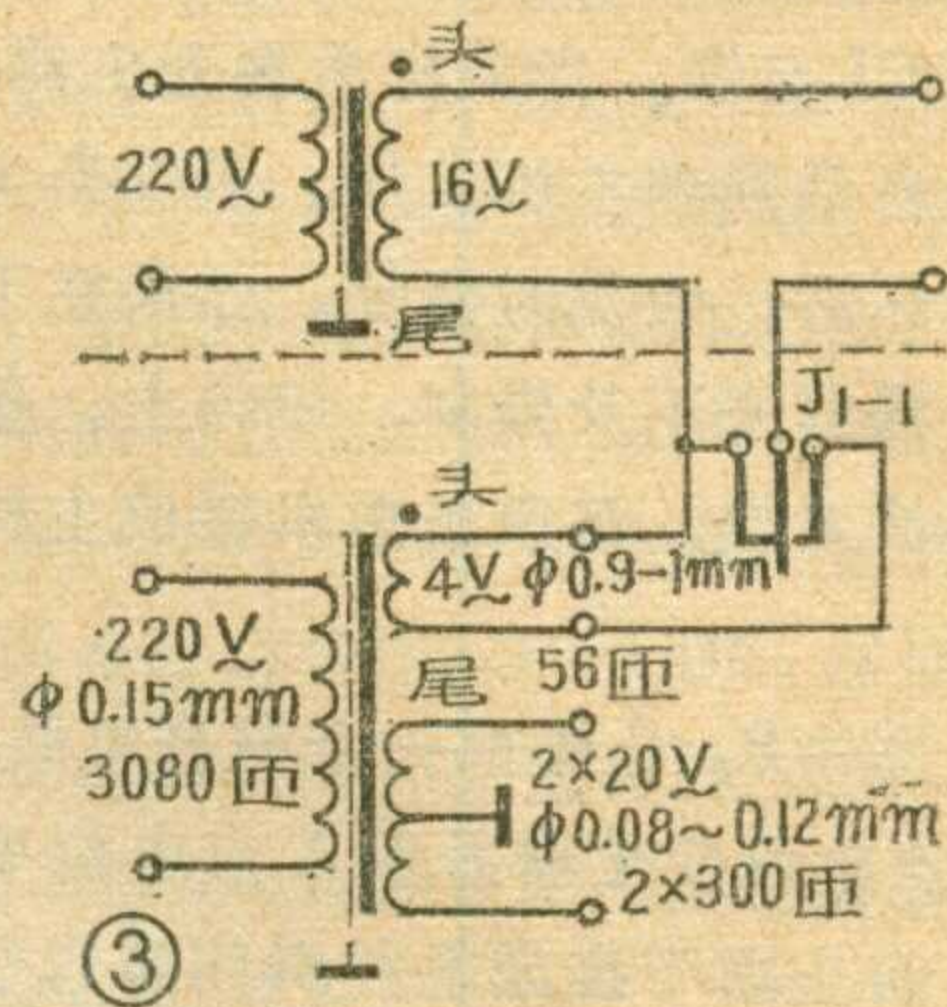 头
220V~
16V~
尾
J1-1
头
4V~ φ0.9-1mm
220V~
φ0.15mm
3080匝
尾
56匝
2×20V~
φ0.08~0.12mm
2×300匝
③